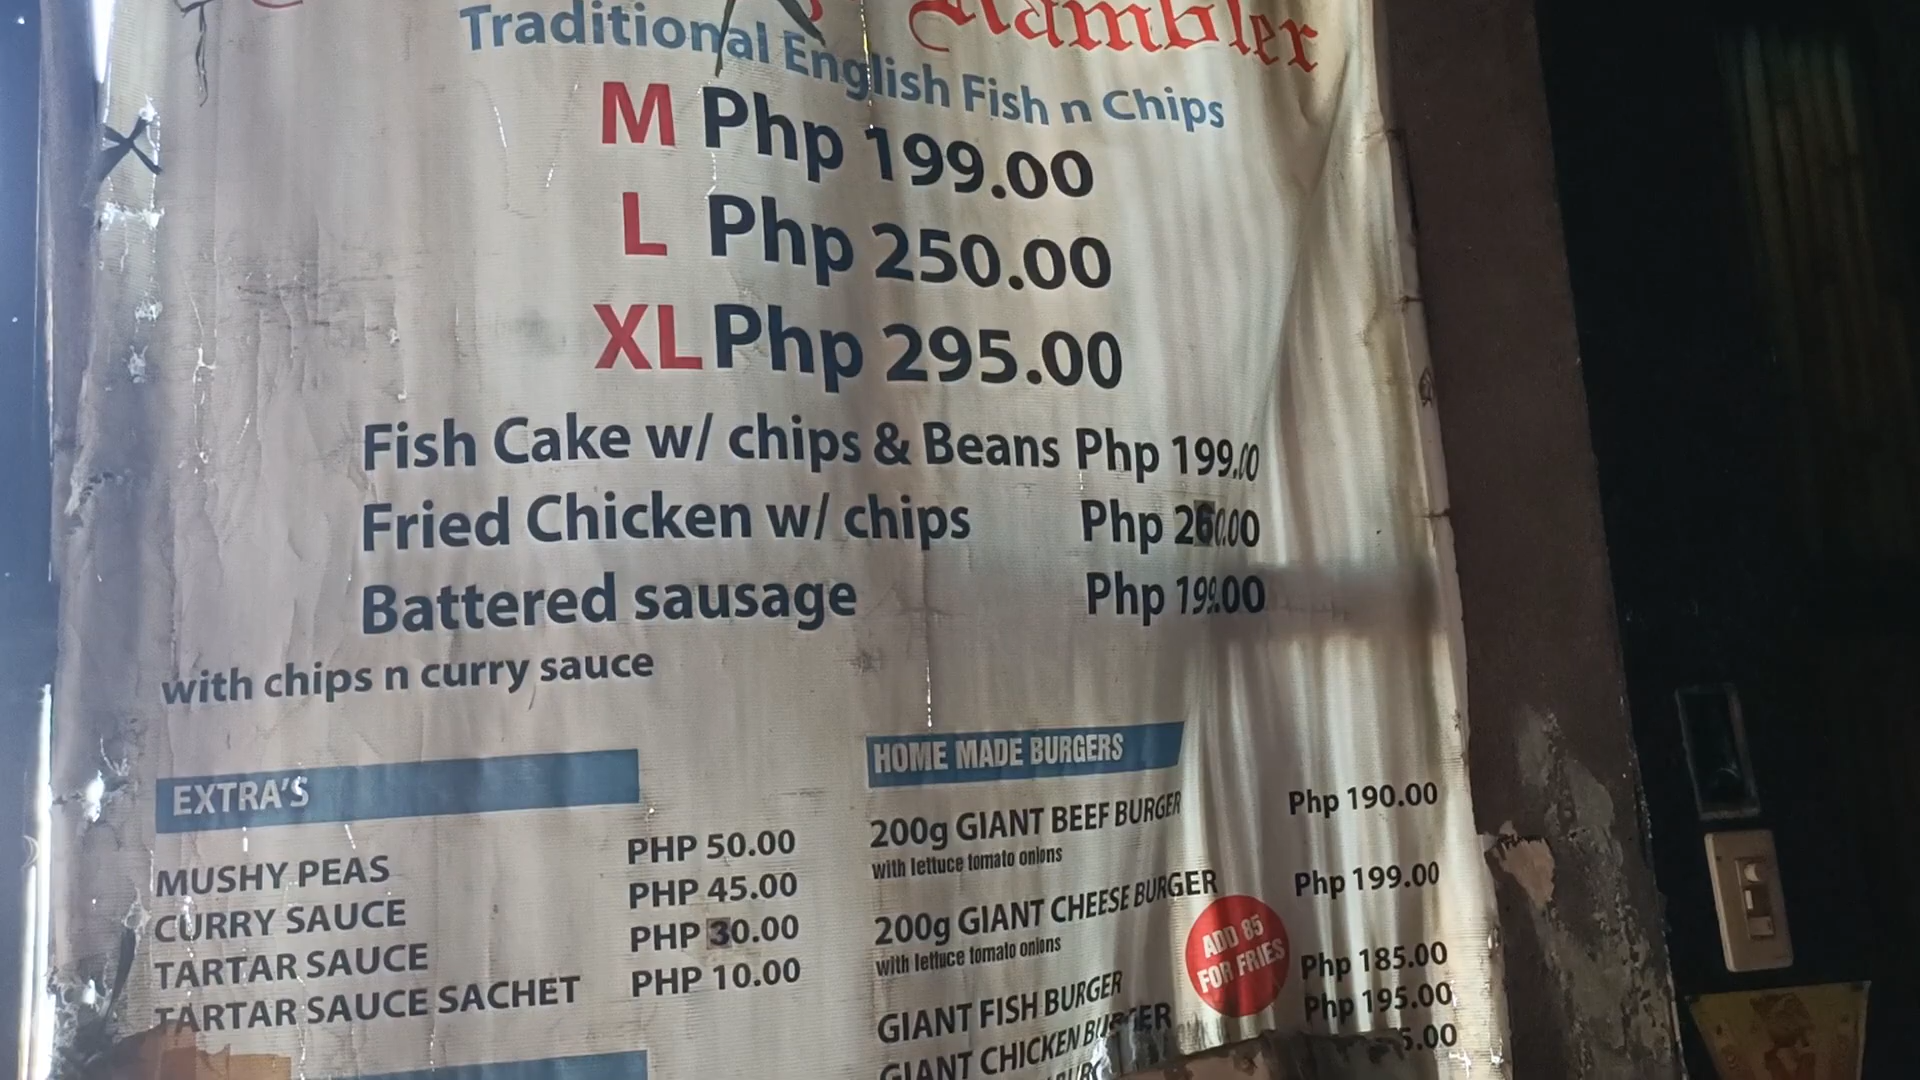 Rambler
Traditional English Fish n Chips
M Php 199.00
L Php 250.00
XL Php 295.00
Fish Cake w/ chips & Beans Php 199.00
Fried Chicken w/ chips Php 260.00
Battered sausage Php 199.00
with chips n curry sauce
EXTRA'S
MUSHY PEAS PHP 50.00
CURRY SAUCE PHP 45.00
TARTAR SAUCE PHP 30.00
TARTAR SAUCE SACHET PHP 10.00
HOME MADE BURGERS
200g GIANT BEEF BURGER Php 190.00
with lettuce tomato onions
200g GIANT CHEESE BURGER Php 199.00
with lettuce tomato onions
ADD 85
FOR FRIES
GIANT FISH BURGER Php 185.00
GIANT CHICKEN BURGER Php 195.00